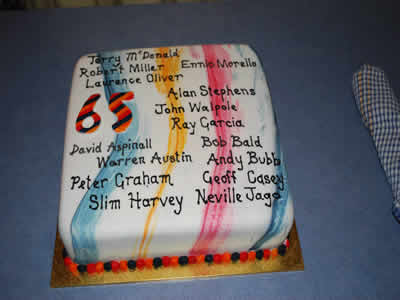 Terry McDonald
Robert Miller Ernie Morello
Laurence Oliver
65
Alan Stephens
John Walpole
Ray Garcia
David Aspinall Bob Bald
Warren Austin Andy Bubb
Peter Graham Geoff Casey
Slim Harvey Neville Jago